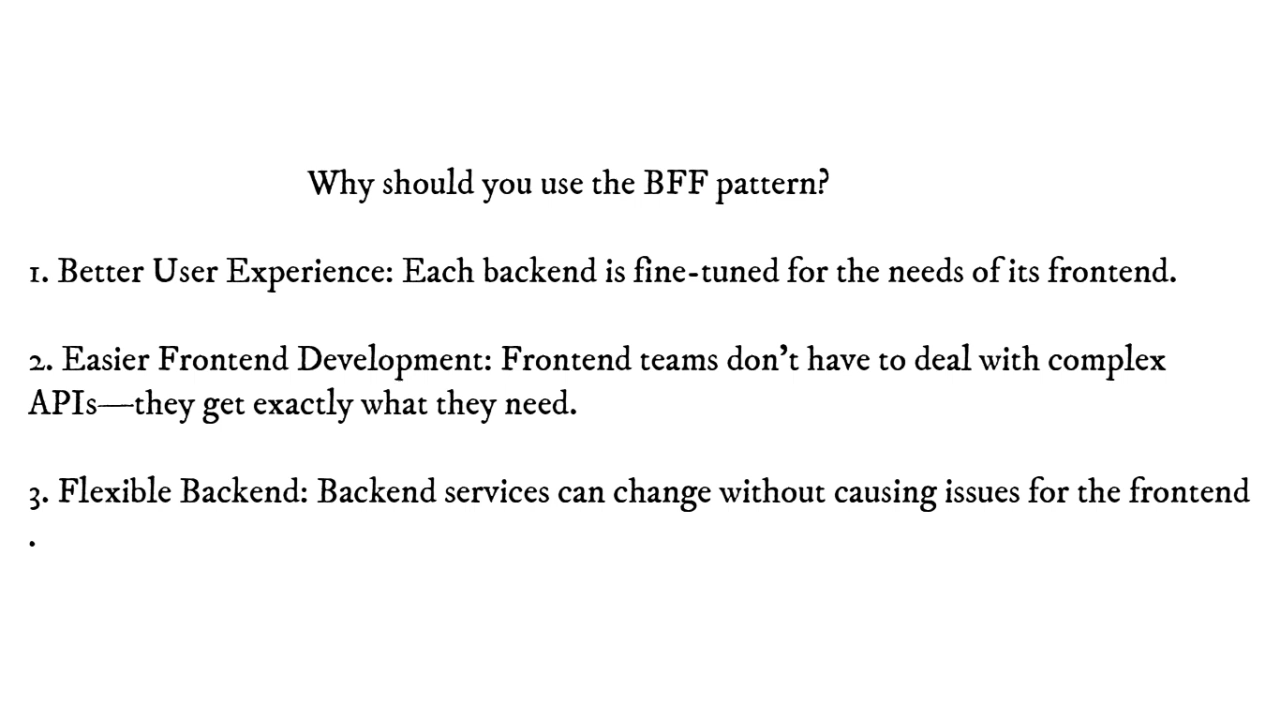 Why should you use the BFF pattern?
1. Better User Experience: Each backend is fine-tuned for the needs of its frontend.
2. Easier Frontend Development: Frontend teams don't have to deal with complex
APIs—they get exactly what they need.
3. Flexible Backend: Backend services can change without causing issues for the frontend
.